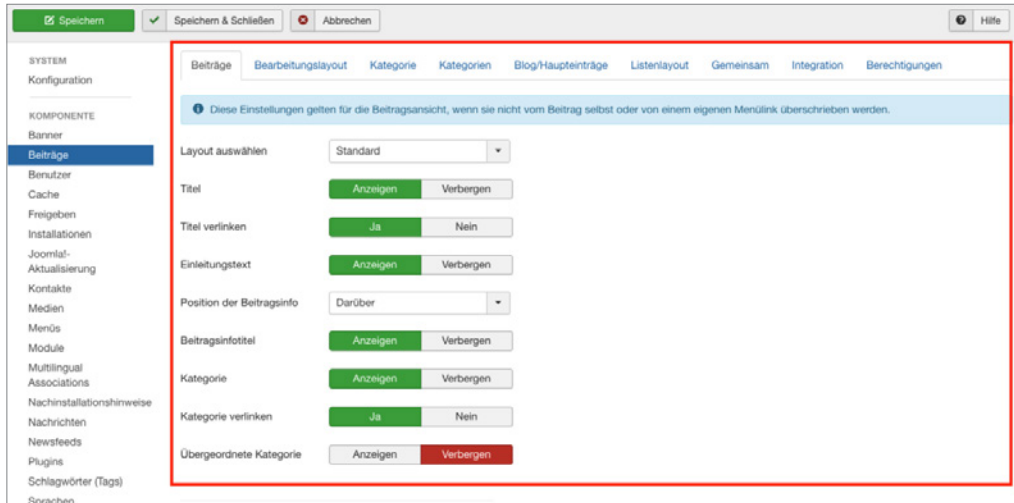 Speichern
Speichern & Schließen
Abbrechen
Hilfe
SYSTEM
Konfiguration
KOMPONENTE
Banner
Beiträge
Benutzer
Cache
Freigeben
Installationen
Joomla!-
Aktualisierung
Kontakte
Medien
Menüs
Module
Multilingual
Associations
Nachinstallationshinweise
Nachrichten
Newsfeeds
Plugins
Schlagwörter (Tags)
Sprachen
Beiträge Bearbeitungslayout Kategorie Kategorien Blog/Haupteinträge Listenlayout Gemeinsam Integration Berechtigungen
Diese Einstellungen gelten für die Beitragsansicht, wenn sie nicht vom Beitrag selbst oder von einem eigenen Menülink überschrieben werden.
Layout auswählen Standard
Titel Anzeigen Verbergen
Titel verlinken Ja Nein
Einleitungstext Anzeigen Verbergen
Position der Beitragsinfo Darüber
Beitragsinfotitel Anzeigen Verbergen
Kategorie Anzeigen Verbergen
Kategorie verlinken Ja Nein
Übergeordnete Kategorie Anzeigen Verbergen